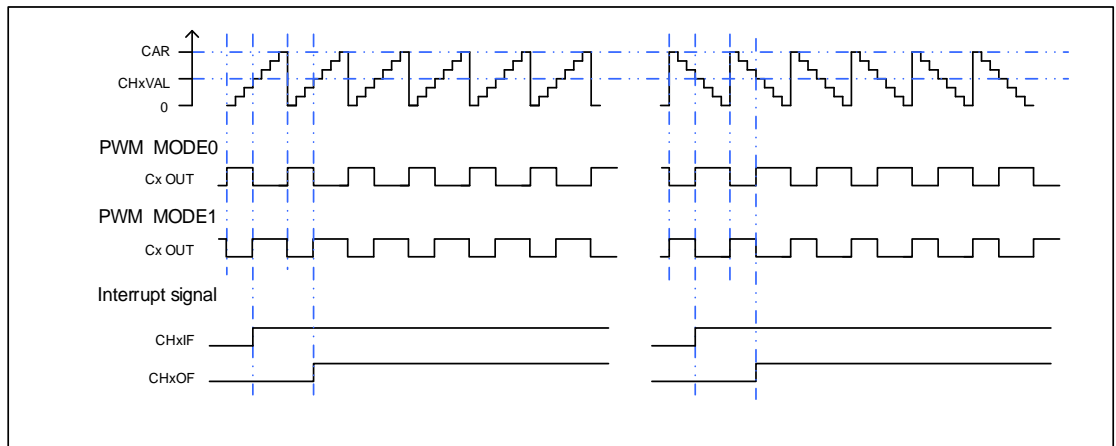 CAR
CHxVAL
0
PWM MODE0
Cx OUT
PWM MODE1
Cx OUT
Interrupt signal
CHxIF
CHxOF